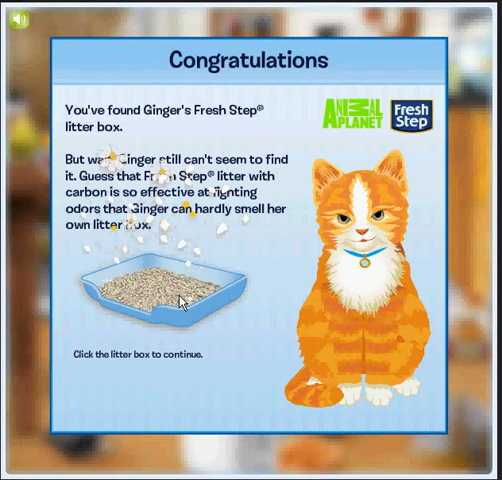 Congratulations
You've found Ginger's Fresh Step®
litter box.
ANIMAL
PLANET
Fresh
Step
But wait, Ginger still can't seem to find
it. Guess that Fresh Step® litter with
carbon is so effective at fighting
odors that Ginger can hardly smell her
own litter box.
Click the litter box to continue.